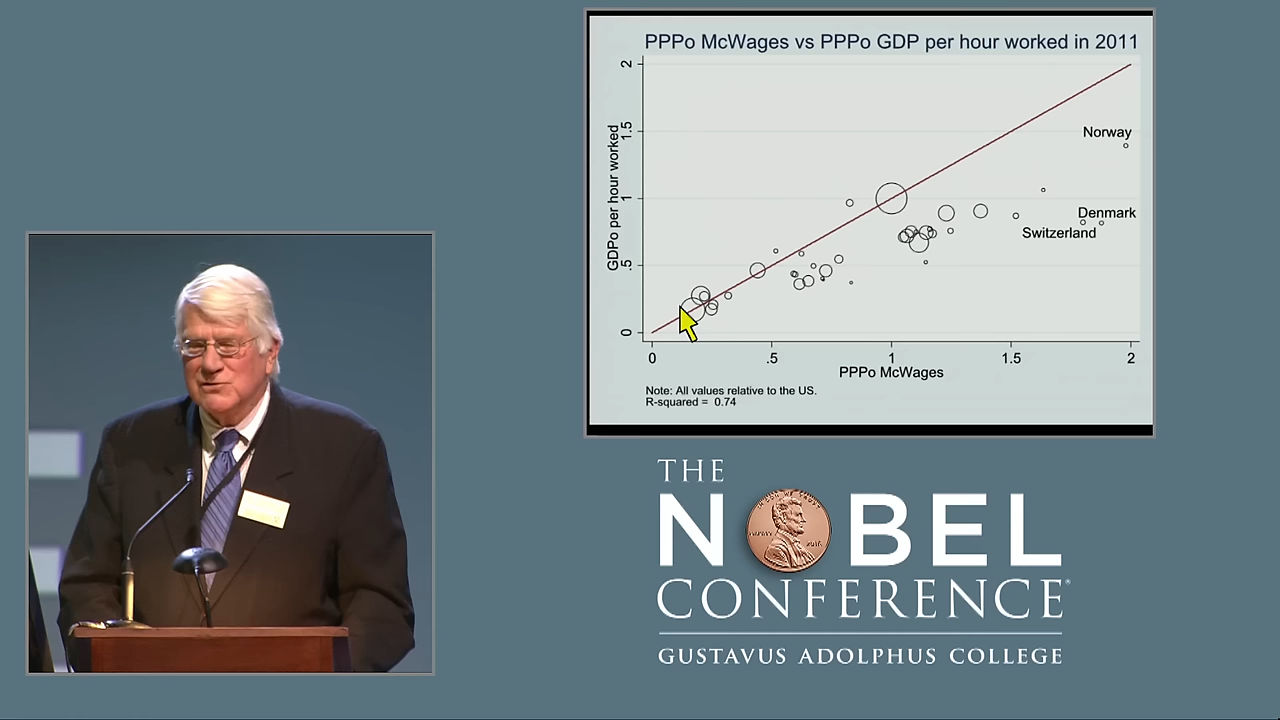 PPPo McWages vs PPPo GDP per hour worked in 2011
GDPo per hour worked
2
1.5
1
.5
0
Norway
Denmark
Switzerland
0
.5
1
1.5
2
PPPo McWages
Note: All values relative to the US.
R-squared = 0.74
THE
NOBEL
CONFERENCE
GUSTAVUS ADOLPHUS COLLEGE